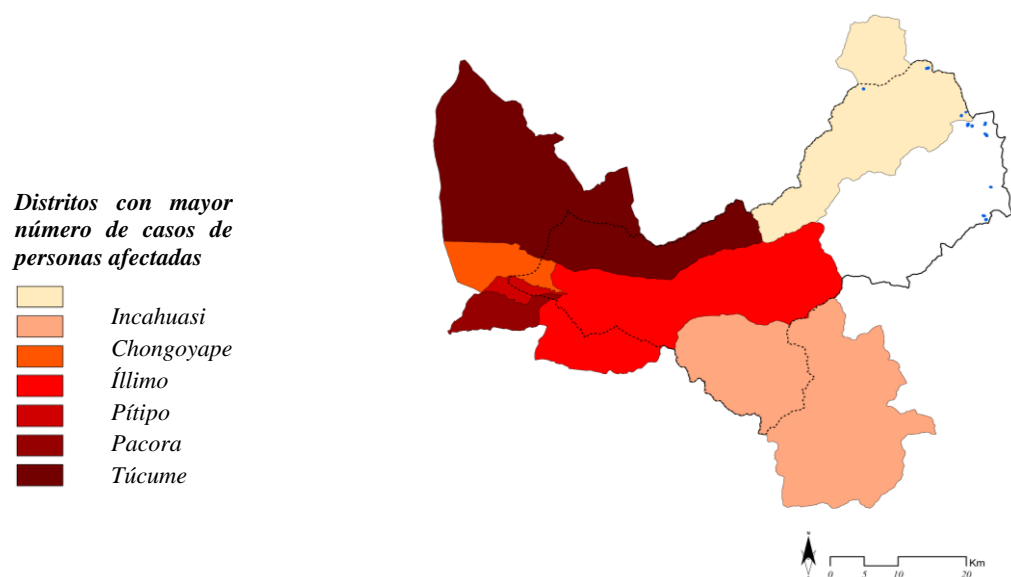 Distritos con mayor
número de casos de
personas afectadas
Incahuasi
Chongoyape
Íllimo
Pítipo
Pacora
Túcume
0 5 10 20 Km